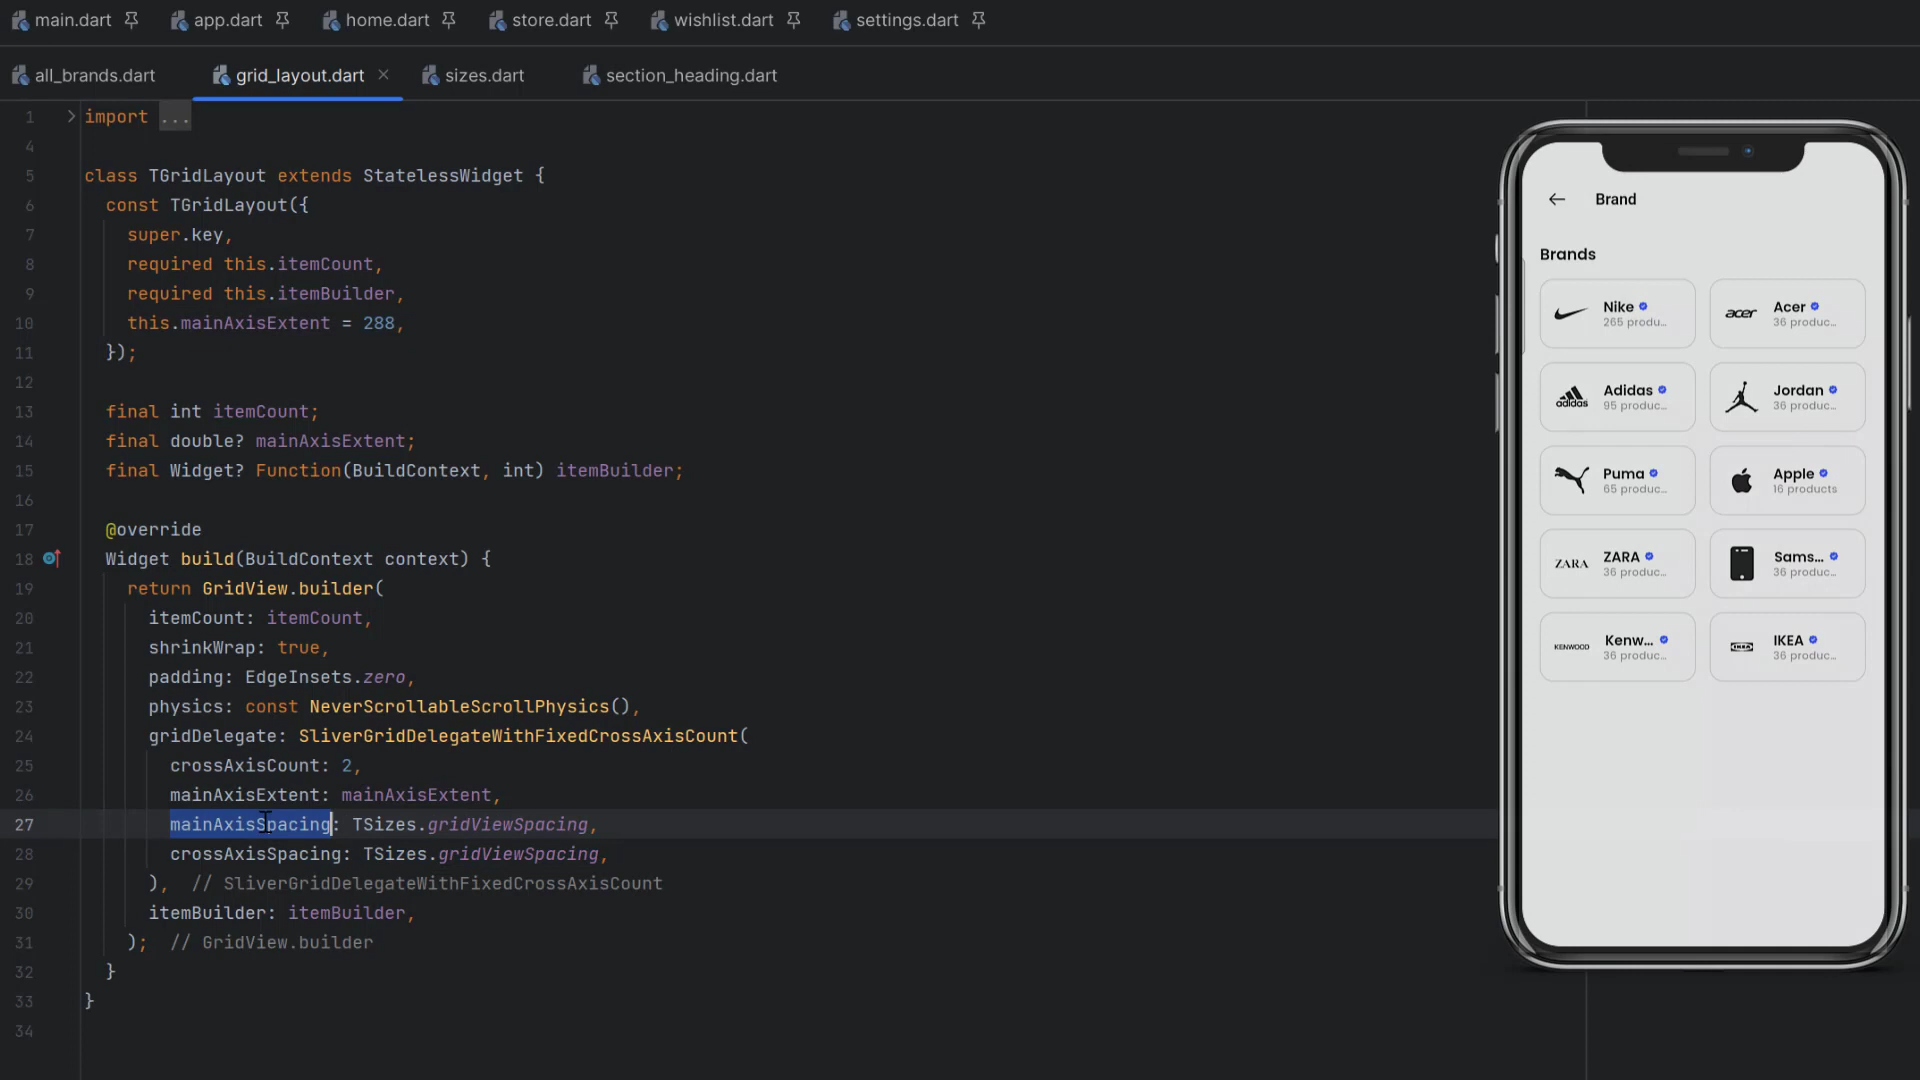 main.dart app.dart home.dart store.dart wishlist.dart settings.dart
all_brands.dart grid_layout.dart sizes.dart section_heading.dart
1 import ...
4
5 class TGridLayout extends StatelessWidget {
6 const TGridLayout({
7 super.key,
8 required this.itemCount,
9 required this.itemBuilder,
10 this.mainAxisExtent = 288,
11 });
12
13 final int itemCount;
14 final double? mainAxisExtent;
15 final Widget? Function(BuildContext, int) itemBuilder;
16
17 @override
18 Widget build(BuildContext context) {
19 return GridView.builder(
20 itemCount: itemCount,
21 shrinkWrap: true,
22 padding: EdgeInsets.zero,
23 physics: const NeverScrollableScrollPhysics(),
24 gridDelegate: SliverGridDelegateWithFixedCrossAxisCount(
25 crossAxisCount: 2,
26 mainAxisExtent: mainAxisExtent,
27 mainAxisSpacing: TSizes.gridViewSpacing,
28 crossAxisSpacing: TSizes.gridViewSpacing,
29 ), // SliverGridDelegateWithFixedCrossAxisCount
30 itemBuilder: itemBuilder,
31 ); // GridView.builder
32 }
33 }
34
Brand
Brands
Nike
265 produ...
acer
Acer
36 produc...
adidas
Adidas
95 produc...
Jordan
36 produc...
Puma
65 produc...
Apple
16 products
ZARA
ZARA
36 produc...
Sams...
36 produc...
KENWOOD
Kenw...
36 produc...
IKEA
IKEA
36 produc...